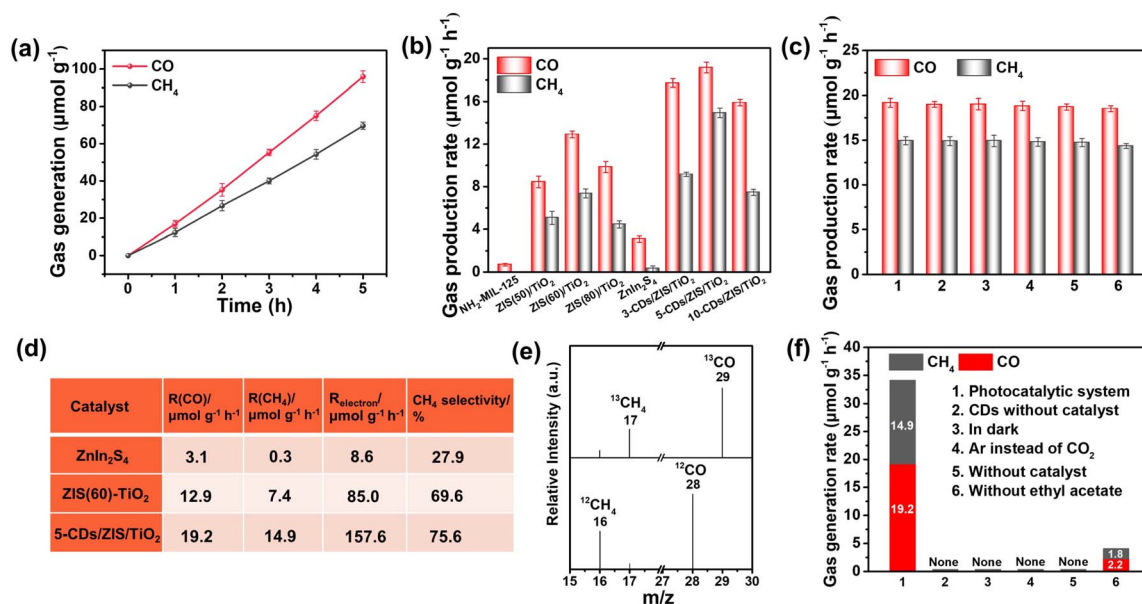 (a)
Gas generation (μmol g⁻¹)
100
80
60
40
20
0
CO
CH₄
0 1 2 3 4 5
Time (h)
(b)
Gas production rate (μmol g⁻¹ h⁻¹)
20
16
12
8
4
0
CO
CH₄
NH₂-MIL-125
ZIS(50)/TiO₂
ZIS(60)/TiO₂
ZIS(80)/TiO₂
ZnIn₂S₄
3-CDs/ZIS/TiO₂
5-CDs/ZIS/TiO₂
10-CDs/ZIS/TiO₂
(c)
Gas production rate (μmol g⁻¹ h⁻¹)
25
20
15
10
5
0
CO CH₄
1 2 3 4 5 6
(d)
Catalyst R(CO)/ μmol g⁻¹ h⁻¹ R(CH₄)/ μmol g⁻¹ h⁻¹ Relectron/ μmol g⁻¹ h⁻¹ CH₄ selectivity/ %
ZnIn₂S₄ 3.1 0.3 8.6 27.9
ZIS(60)-TiO₂ 12.9 7.4 85.0 69.6
5-CDs/ZIS/TiO₂ 19.2 14.9 157.6 75.6
(e)
Relative Intensity (a.u.)
¹³CO
29
¹³CH₄
17
¹²CO
28
¹²CH₄
16
15 16 17 27 28 29 30
m/z
(f)
Gas generation rate (μmol g⁻¹ h⁻¹)
40
35
30
25
20
15
10
5
0
CH₄ CO
1. Photocatalytic system
2. CDs without catalyst
3. In dark
4. Ar instead of CO₂
5. Without catalyst
6. Without ethyl acetate
14.9
19.2
None None None None
1.8
2.2
1 2 3 4 5 6